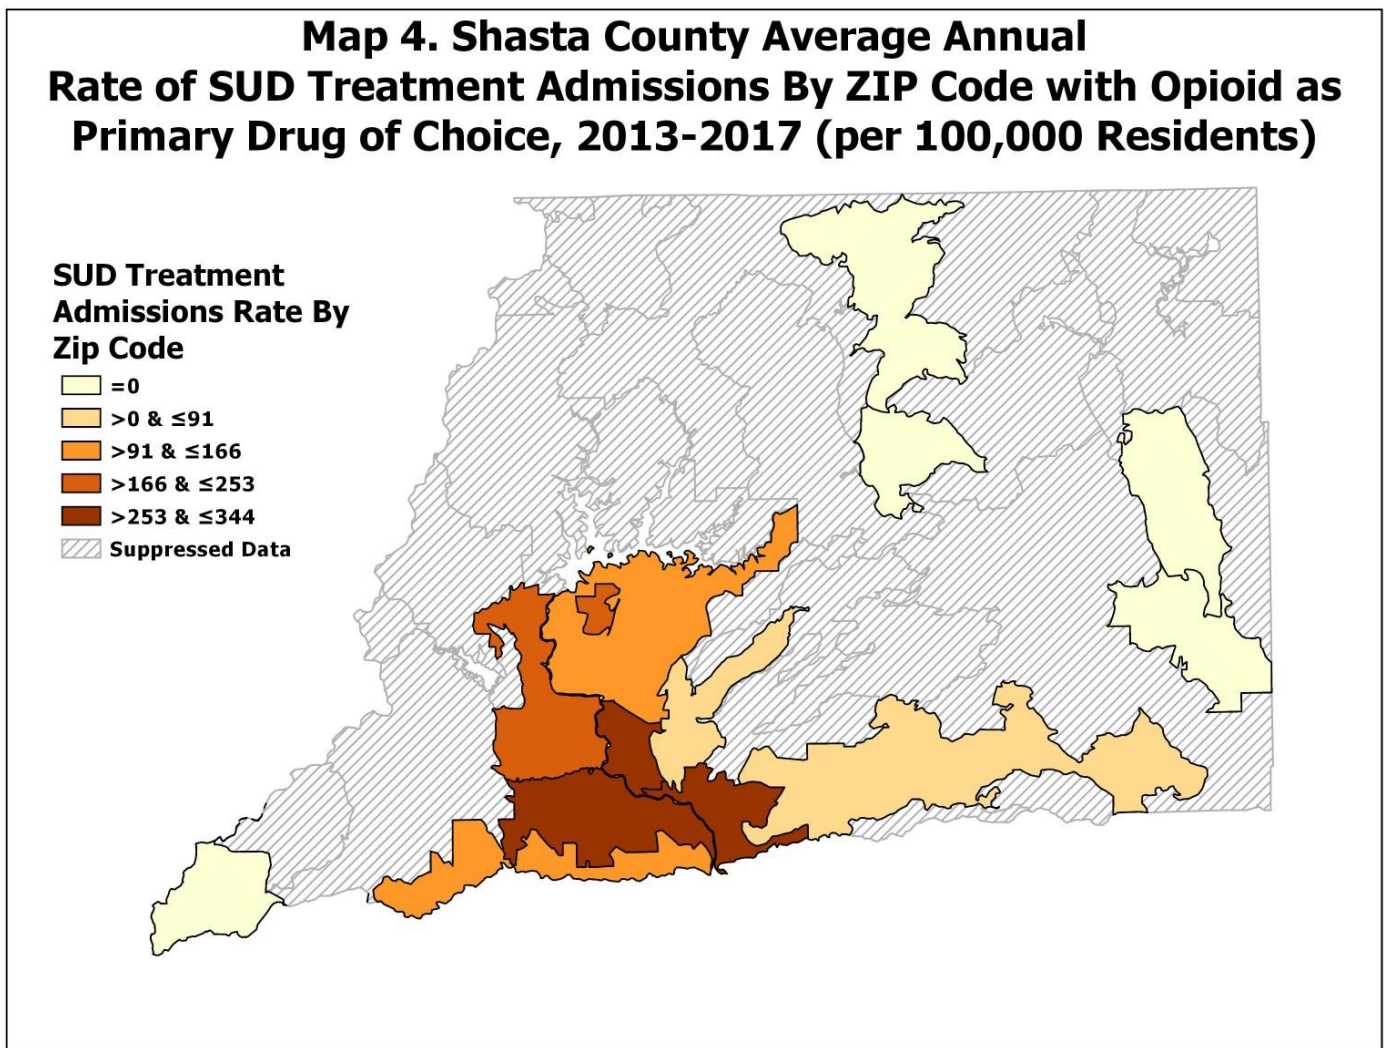 Map 4. Shasta County Average Annual
Rate of SUD Treatment Admissions By ZIP Code with Opioid as
Primary Drug of Choice, 2013-2017 (per 100,000 Residents)
SUD Treatment
Admissions Rate By
Zip Code
=0
>0 & ≤91
>91 & ≤166
>166 & ≤253
>253 & ≤344
Suppressed Data